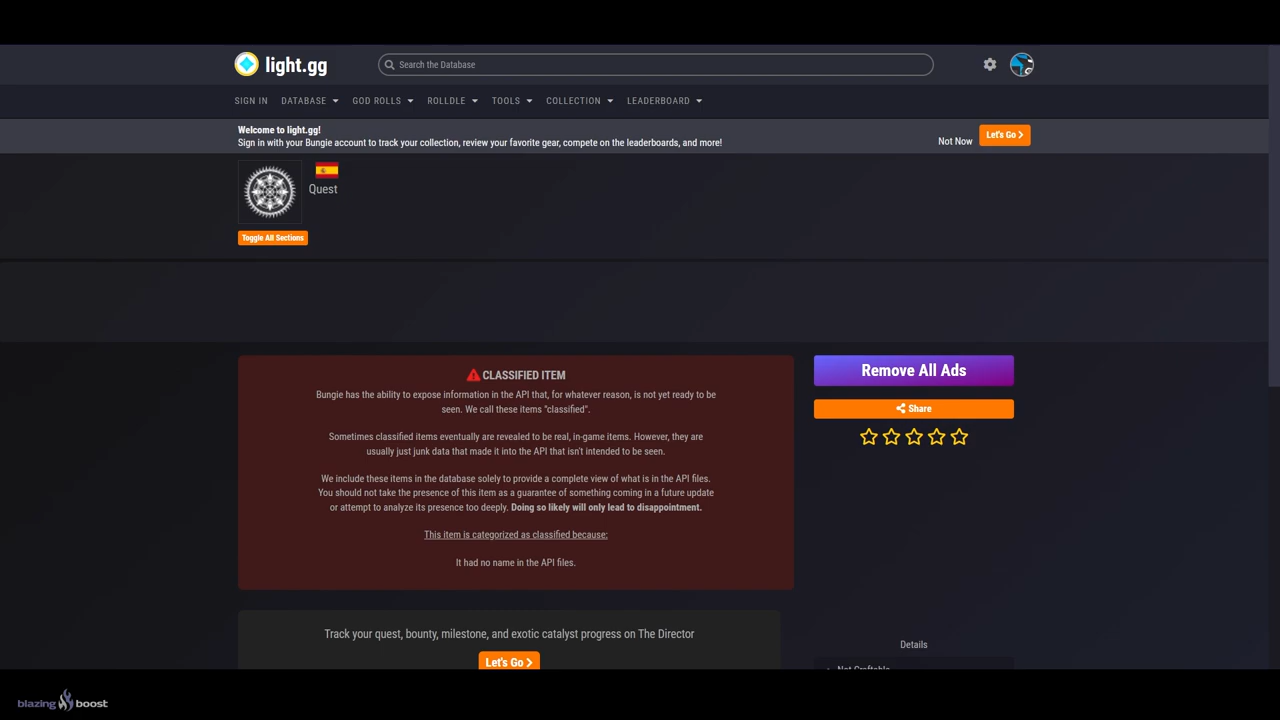 light.gg
Search the Database
SIGN IN DATABASE GOD ROLLS ROLLDLE TOOLS COLLECTION LEADERBOARD
Welcome to light.gg!
Sign in with your Bungie account to track your collection, review your favorite gear, compete on the leaderboards, and more!
Not Now
Let's Go
Quest
Toggle All Sections
CLASSIFIED ITEM
Bungie has the ability to expose information in the API that, for whatever reason, is not yet ready to be
seen. We call these items "classified".
Sometimes classified items eventually are revealed to be real, in-game items. However, they are
usually just junk data that made it into the API that isn't intended to be seen.
We include these items in the database solely to provide a complete view of what is in the API files.
You should not take the presence of this item as a guarantee of something coming in a future update
or attempt to analyze its presence too deeply. Doing so likely will only lead to disappointment.
This item is categorized as classified because:
It had no name in the API files.
Remove All Ads
Share
Track your quest, bounty, milestone, and exotic catalyst progress on The Director
Let's Go
Details
Not Craftable
blazing boost